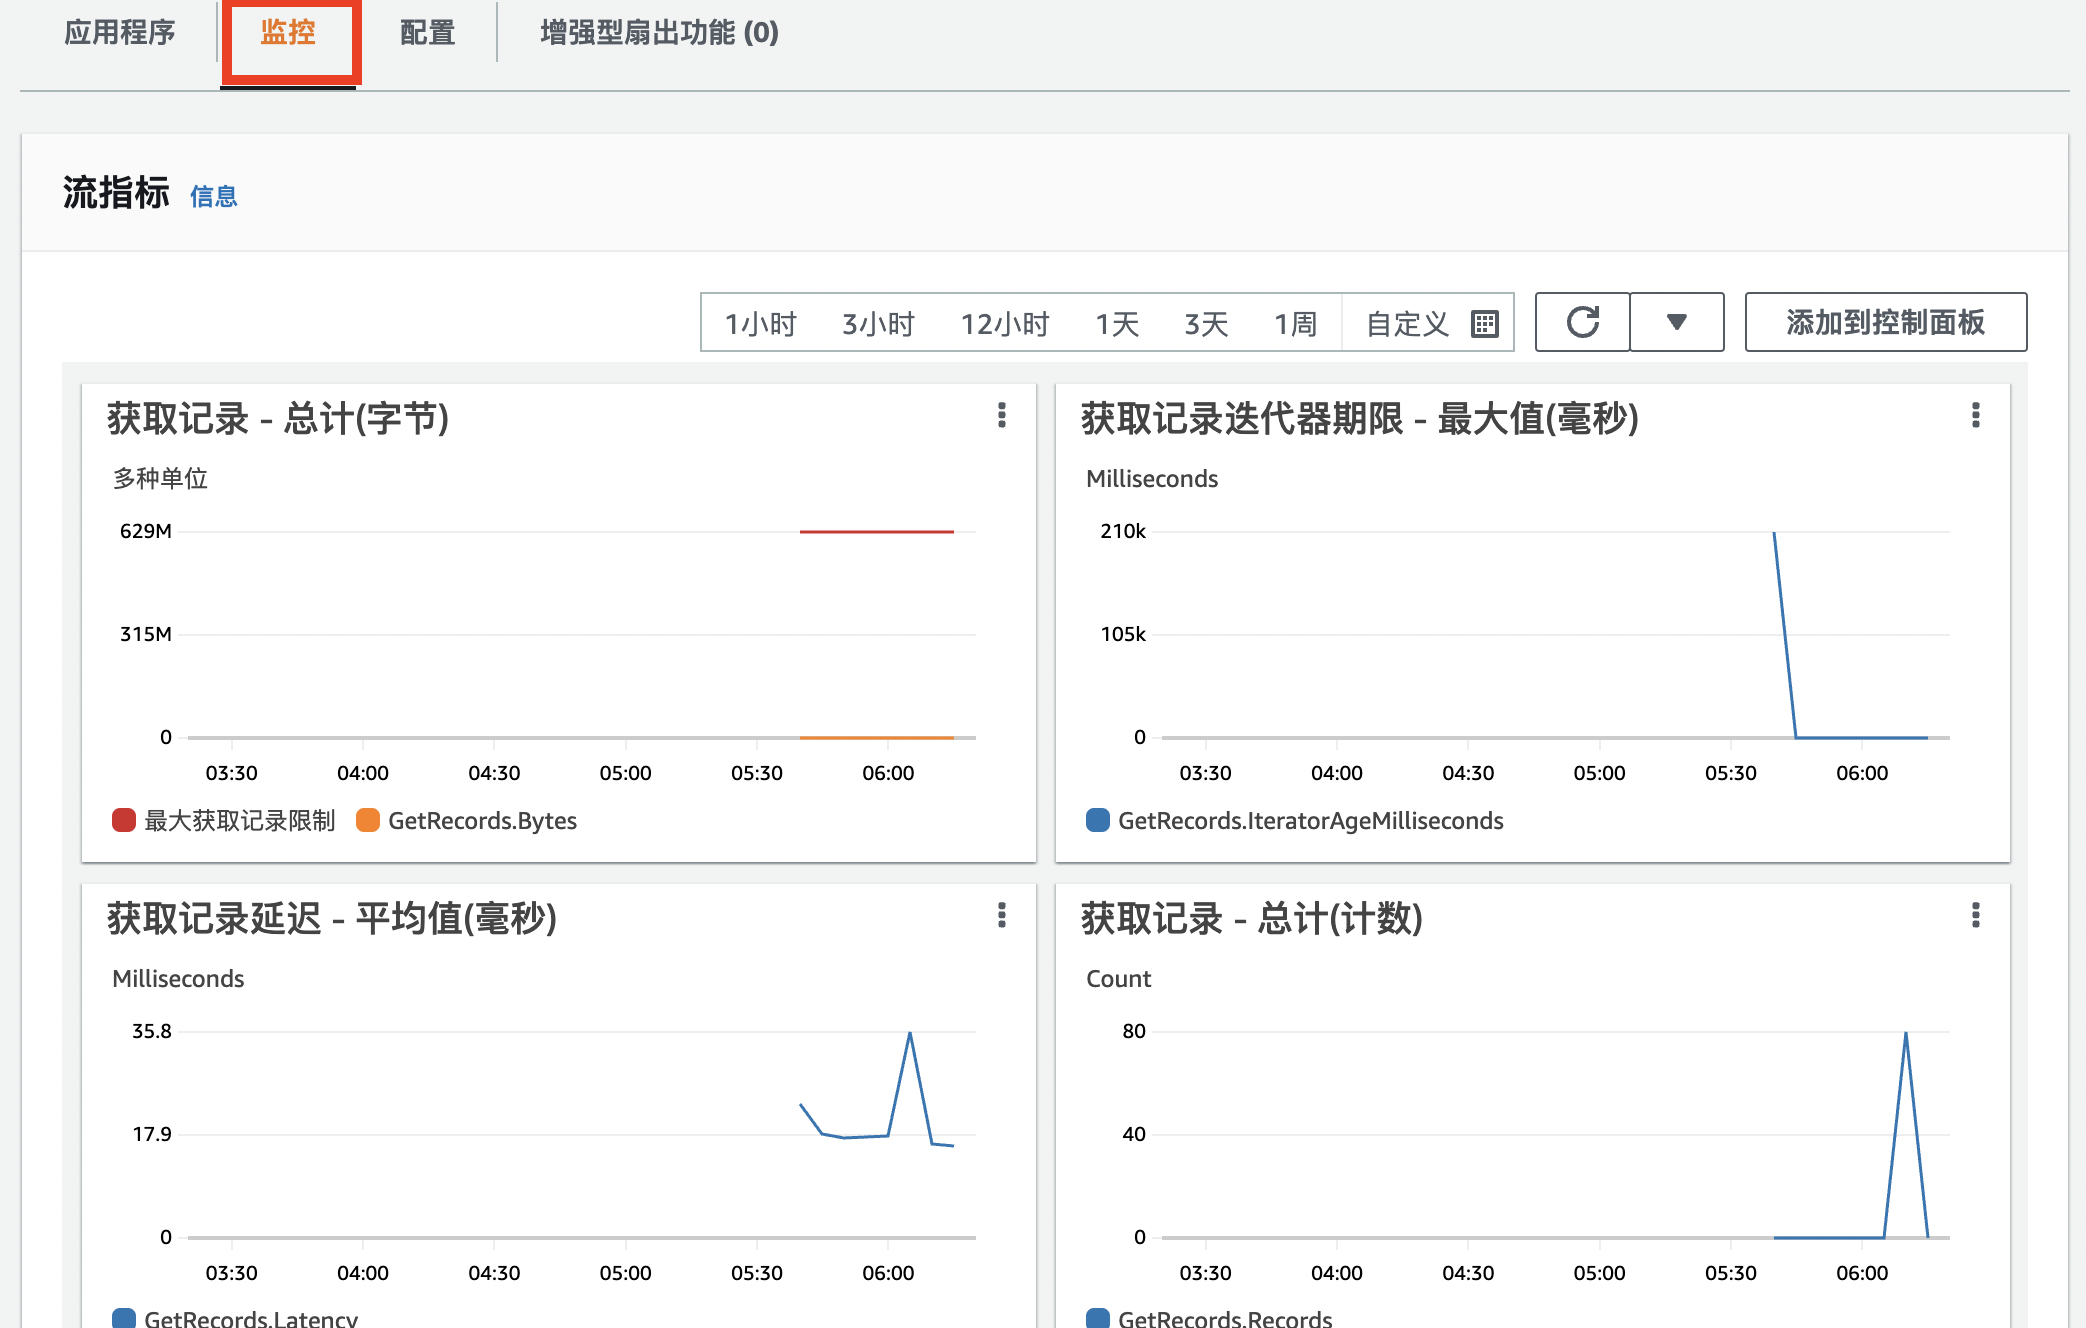 应用程序 监控 配置 增强型扇出功能 (0)
流指标 信息
1小时 3小时 12小时 1天 3天 1周 自定义 添加到控制面板
获取记录 - 总计(字节)
多种单位
629M
315M
0
03:30 04:00 04:30 05:00 05:30 06:00
最大获取记录限制 GetRecords.Bytes
获取记录迭代器期限 - 最大值(毫秒)
Milliseconds
210k
105k
0
03:30 04:00 04:30 05:00 05:30 06:00
GetRecords.IteratorAgeMilliseconds
获取记录延迟 - 平均值(毫秒)
Milliseconds
35.8
17.9
0
03:30 04:00 04:30 05:00 05:30 06:00
GetRecords.Latency
获取记录 - 总计(计数)
Count
80
40
0
03:30 04:00 04:30 05:00 05:30 06:00
GetRecords.Records